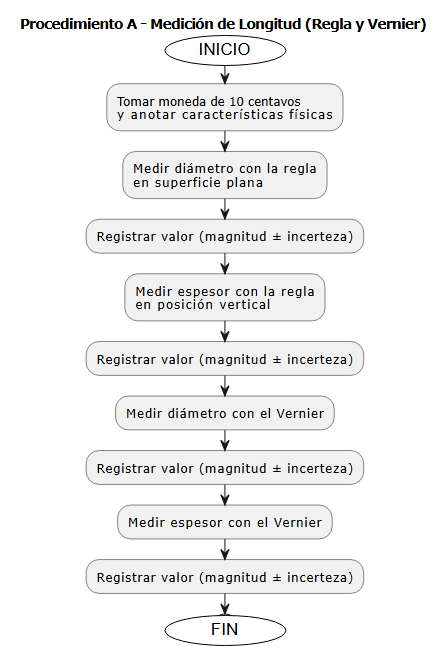 Procedimiento A - Medición de Longitud (Regla y Vernier)
INICIO
Tomar moneda de 10 centavos
y anotar características físicas
Medir diámetro con la regla
en superficie plana
Registrar valor (magnitud ± incerteza)
Medir espesor con la regla
en posición vertical
Registrar valor (magnitud ± incerteza)
Medir diámetro con el Vernier
Registrar valor (magnitud ± incerteza)
Medir espesor con el Vernier
Registrar valor (magnitud ± incerteza)
FIN